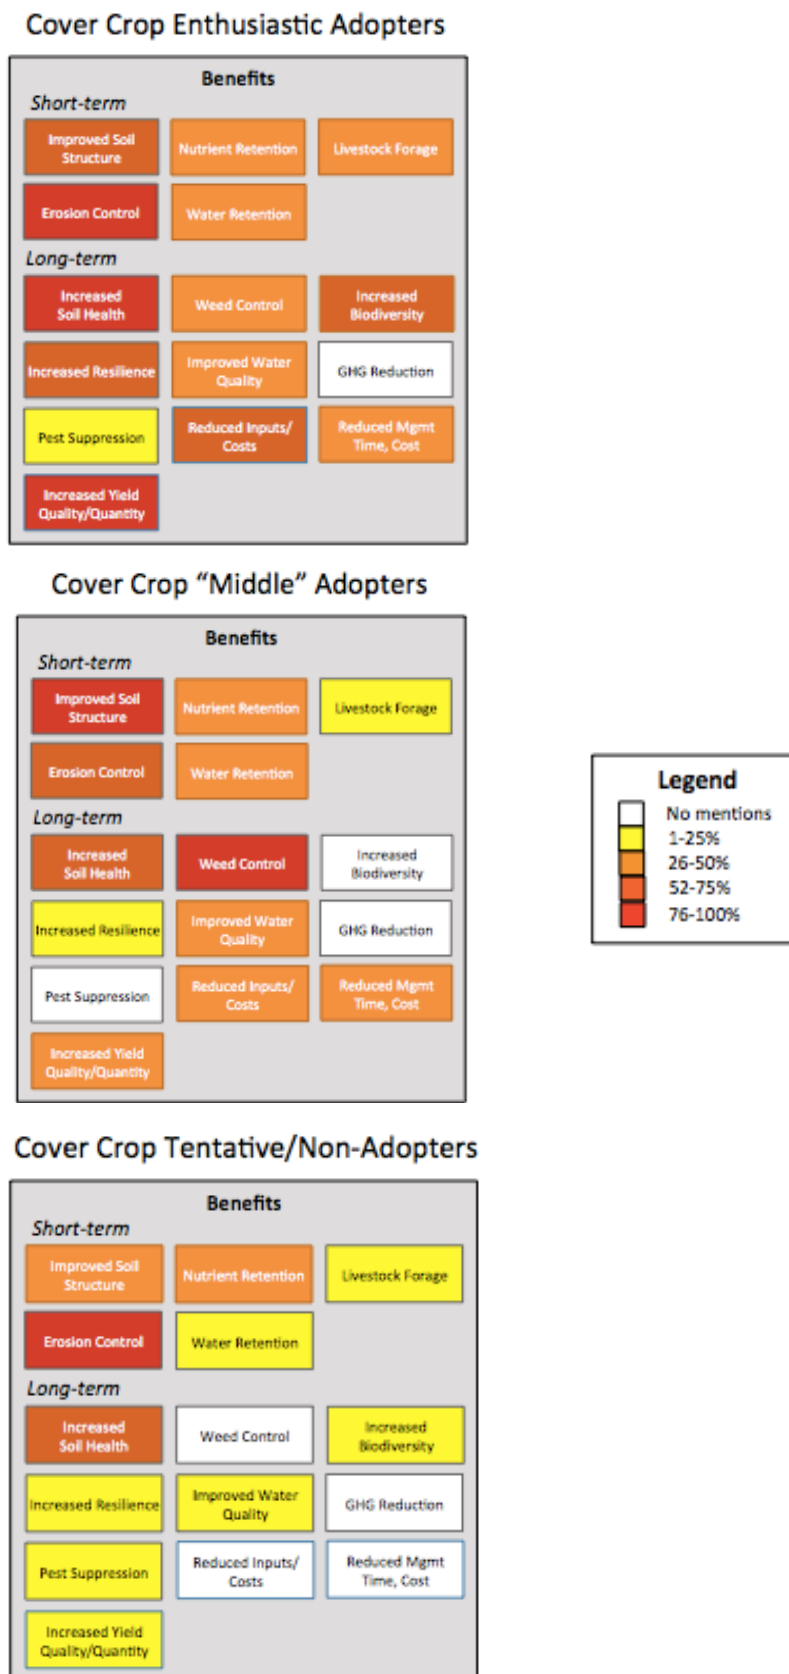 Cover Crop Enthusiastic Adopters
Benefits
Short-term
Improved Soil
Structure
Nutrient Retention
Livestock Forage
Erosion Control
Water Retention
Long-term
Increased
Soil Health
Weed Control
Increased
Biodiversity
Increased Resilience
Improved Water
Quality
GHG Reduction
Pest Suppression
Reduced Inputs/
Costs
Reduced Mgmt
Time, Cost
Increased Yield
Quality/Quantity
Cover Crop “Middle” Adopters
Benefits
Short-term
Improved Soil
Structure
Nutrient Retention
Livestock Forage
Erosion Control
Water Retention
Long-term
Increased
Soil Health
Weed Control
Increased
Biodiversity
Increased Resilience
Improved Water
Quality
GHG Reduction
Pest Suppression
Reduced Inputs/
Costs
Reduced Mgmt
Time, Cost
Increased Yield
Quality/Quantity
Legend
No mentions
1-25%
26-50%
52-75%
76-100%
Cover Crop Tentative/Non-Adopters
Benefits
Short-term
Improved Soil
Structure
Nutrient Retention
Livestock Forage
Erosion Control
Water Retention
Long-term
Increased
Soil Health
Weed Control
Increased
Biodiversity
Increased Resilience
Improved Water
Quality
GHG Reduction
Pest Suppression
Reduced Inputs/
Costs
Reduced Mgmt
Time, Cost
Increased Yield
Quality/Quantity